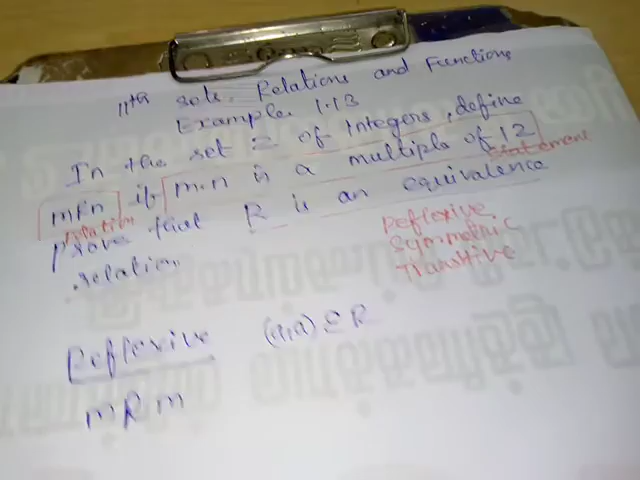 11th Sets, Relations and Functions
Example 1.13
In the set Z of Integers, define
mRn if m-n is a multiple of 12
relation
statement
prove that R is an equivalence
relation
Reflexive
Symmetric
Transitive
Reflexive (a,a) ∈ R
mRm